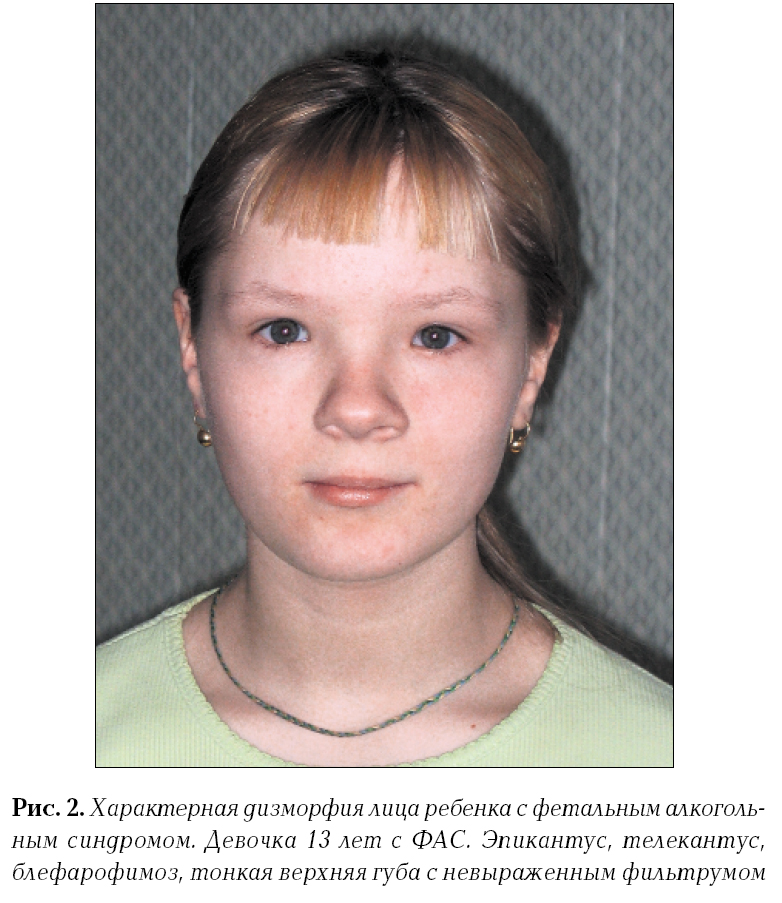 Рис. 2. Характерная дизморфия лица ребенка с фетальным алкоголь-
ным синдромом. Девочка 13 лет с ФАС. Эпикантус, телекантус,
блефарофимоз, тонкая верхняя губа с невыраженным фильтрумом